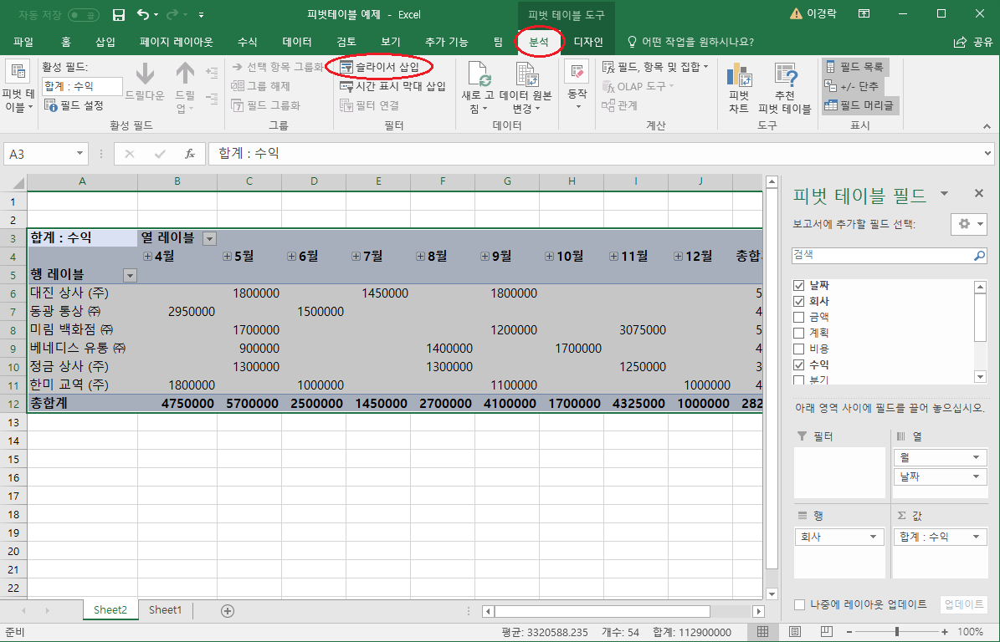 자동 저장 끔 피벗테이블 예제 - Excel 피벗 테이블 도구 이경락
파일 홈 삽입 페이지 레이아웃 수식 데이터 검토 보기 추가 기능 팀 분석 디자인 어떤 작업을 원하시나요? 공유
피벗 테이블
활성 필드:
합계 : 수익
필드 설정
드릴다운
드릴업
활성 필드
선택 항목 그룹화
그룹 해제
필드 그룹화
그룹
슬라이서 삽입
시간 표시 막대 삽입
필터 연결
필터
새로 고침
데이터 원본 변경
데이터
동작
필드, 항목 및 집합
OLAP 도구
관계
계산
피벗 차트
추천 피벗 테이블
도구
필드 목록
+/- 단추
필드 머리글
표시
A3 fx 합계 : 수익
A B C D E F G H I J
1
2
3 합계 : 수익 열 레이블
4 4월 5월 6월 7월 8월 9월 10월 11월 12월
5 행 레이블
6 대진 상사 (주) 1800000 1450000 1800000 5
7 동광 통상 ㈜ 2950000 1500000 4
8 미림 백화점 ㈜ 1700000 1200000 3075000 5
9 베네디스 유통 ㈜ 900000 1400000 1700000 4
10 정금 상사 (주) 1300000 1300000 1250000 3
11 한미 교역 (주) 1800000 1000000 1100000 1000000 4
12 총합계 4750000 5700000 2500000 1450000 2700000 4100000 1700000 4325000 1000000 282
13
14
15
16
17
18
19
20
21
22
피벗 테이블 필드
보고서에 추가할 필드 선택:
검색
날짜
회사
금액
계획
비용
수익
분기
아래 영역 사이에 필드를 끌어 놓으십시오.
필터
열
월
날짜
행
Σ 값
회사
합계 : 수익
나중에 레이아웃 업데이트 업데이트
Sheet2 Sheet1
준비 평균: 3320588.235 개수: 54 합계: 112900000 100%